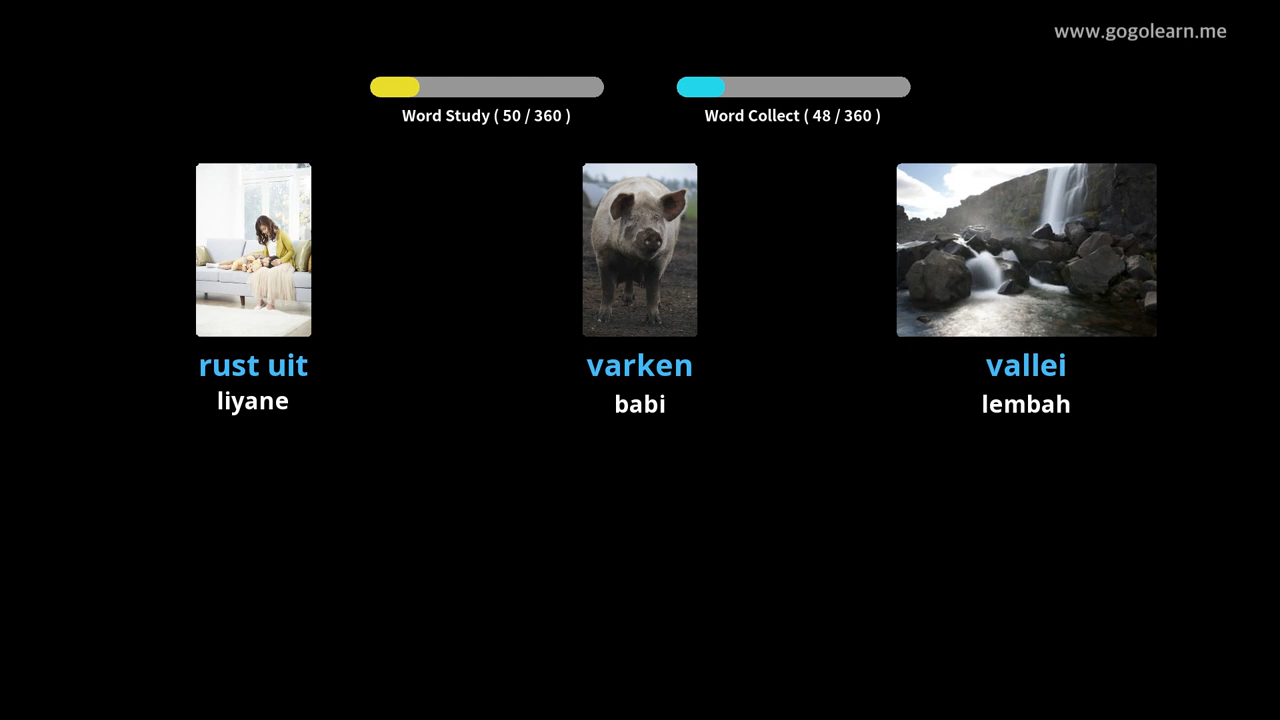 www.gogolearn.me
Word Study ( 50 / 360 )
Word Collect ( 48 / 360 )
rust uit
liyane
varken
babi
vallei
lembah